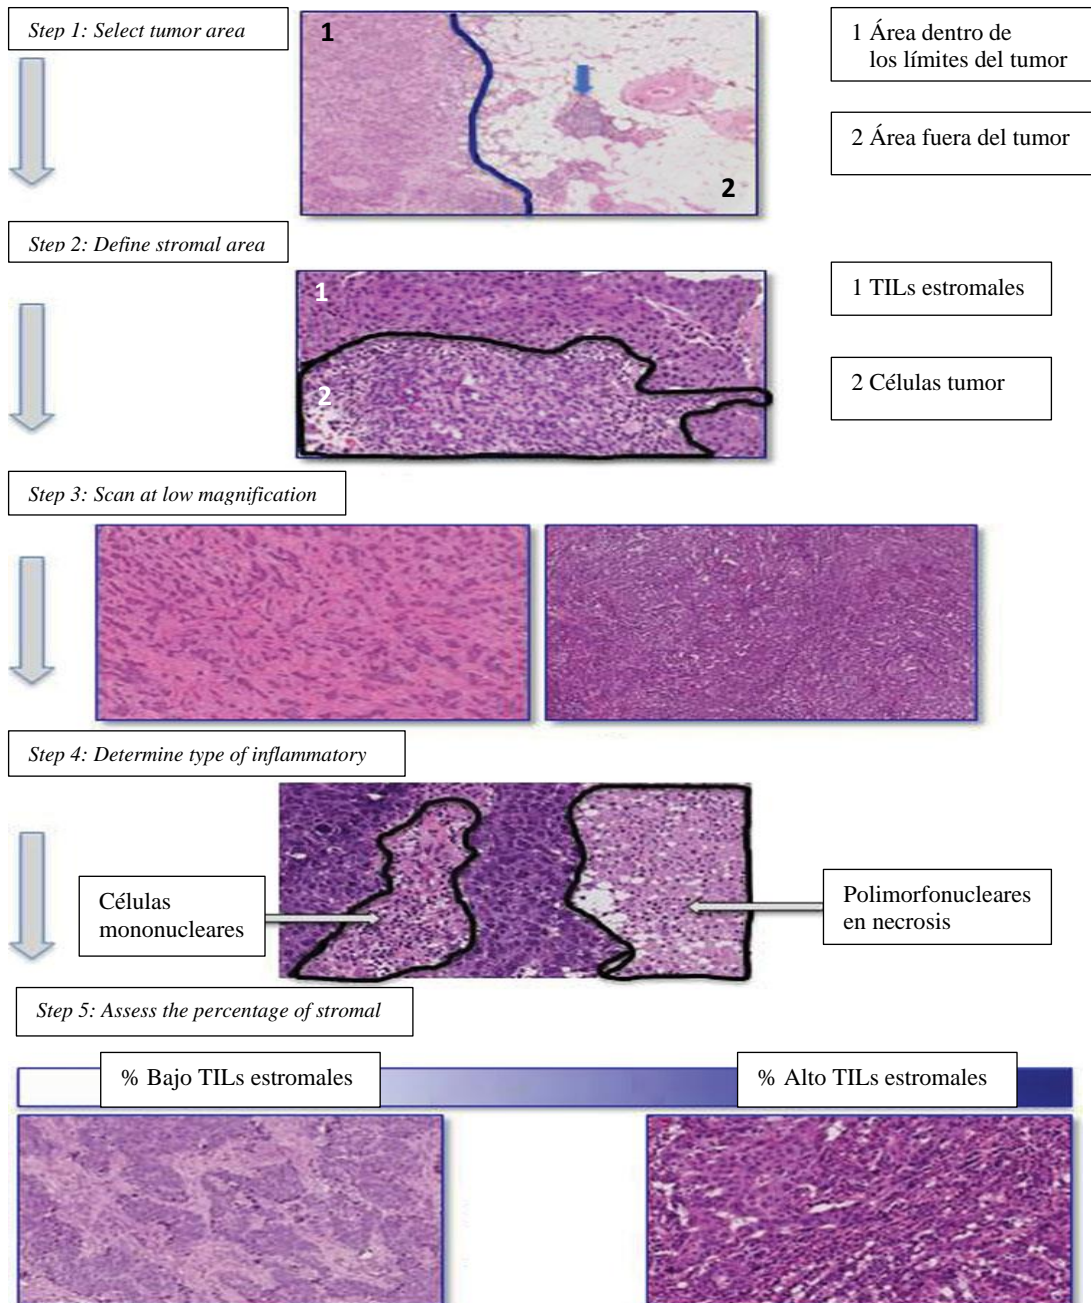 Step 1: Select tumor area
1
2
1 Área dentro de
los límites del tumor
2 Área fuera del tumor
Step 2: Define stromal area
1
2
1 TILs estromales
2 Células tumor
Step 3: Scan at low magnification
Step 4: Determine type of inflammatory
Células
mononucleares
Polimorfonucleares
en necrosis
Step 5: Assess the percentage of stromal
% Bajo TILs estromales
% Alto TILs estromales